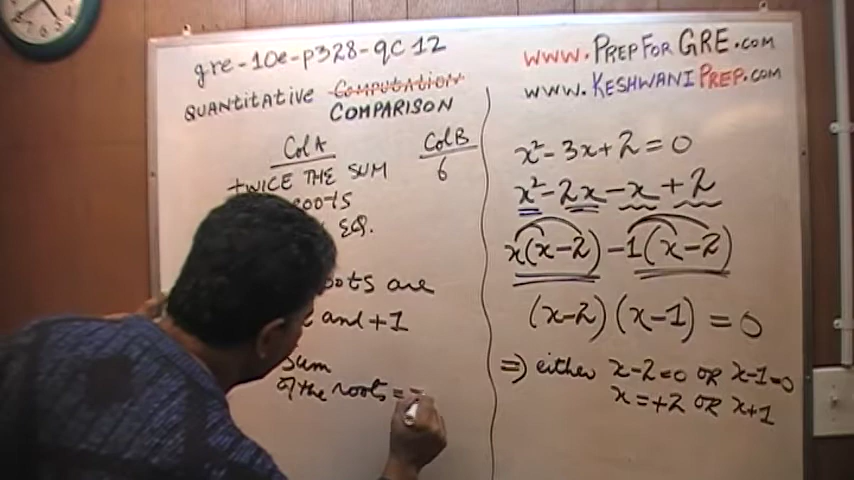 gre-10e-p328-qc 12
QUANTITATIVE COMPUTATION
COMPARISON
Col A
TWICE THE SUM
ROOTS
EQ.
roots are
and +1
Sum
of the roots =
Col B
6
www.PrepForGRE.com
www.KeshwaniPrep.com
x² - 3x + 2 = 0
x² - 2x - x + 2
x(x-2) - 1(x-2)
(x-2) (x-1) = 0
⇒ either x-2=0 OR x-1=0
x = +2 OR x+1